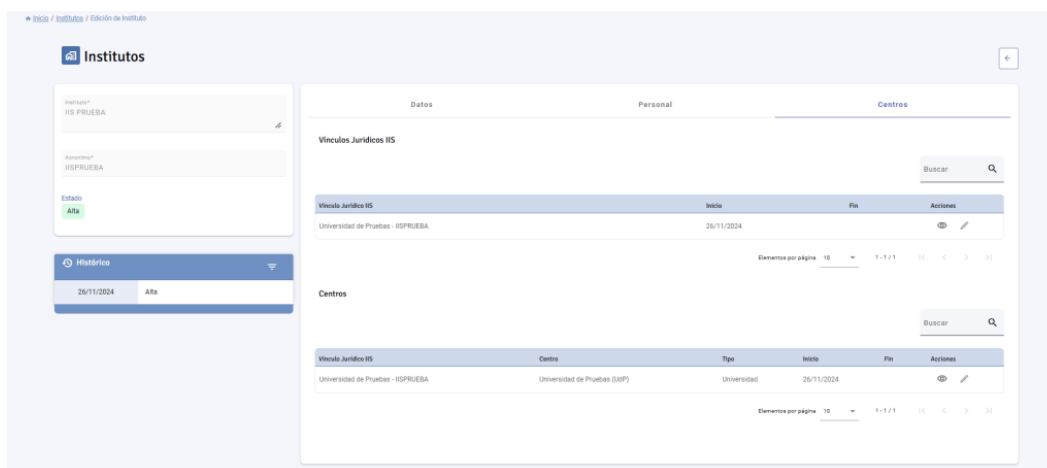 Inicio / Institutos / Edición de Instituto
Institutos
Instituto*
IIS PRUEBA
Acrónimo*
IISPRUEBA
Estado
Alta
Histórico
26/11/2024 Alta
Datos Personal Centros
Vínculos Jurídicos IIS
Buscar
Vínculo Jurídico IIS Inicio Fin Acciones
Universidad de Pruebas - IISPRUEBA 26/11/2024
Elementos por página 10 1 - 1 / 1
Centros
Buscar
Vínculo Jurídico IIS Centro Tipo Inicio Fin Acciones
Universidad de Pruebas - IISPRUEBA Universidad de Pruebas (UdP) Universidad 26/11/2024
Elementos por página 10 1 - 1 / 1